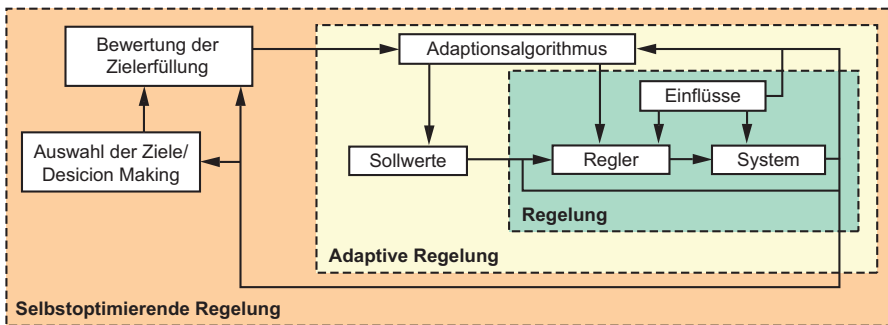 Bewertung der
Zielerfüllung
Adaptionsalgorithmus
Einflüsse
Auswahl der Ziele/
Desicion Making
Sollwerte
Regler
System
Regelung
Adaptive Regelung
Selbstoptimierende Regelung